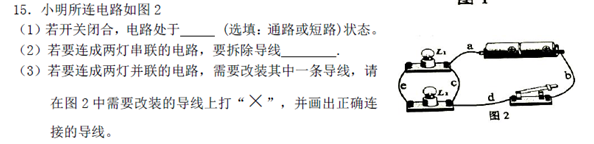 图 1
15．小明所连电路如图 2
（1）若开关闭合，电路处于_____ (选填：通路或短路)状态。
（2）若要连成两灯串联的电路，要拆除导线________.
（3）若要连成两灯并联的电路，需要改装其中一条导线，请
在图 2 中需要改装的导线上打“×”，并画出正确连
接的导线。
L₁
a
e
c
b
L₂
d
图 2